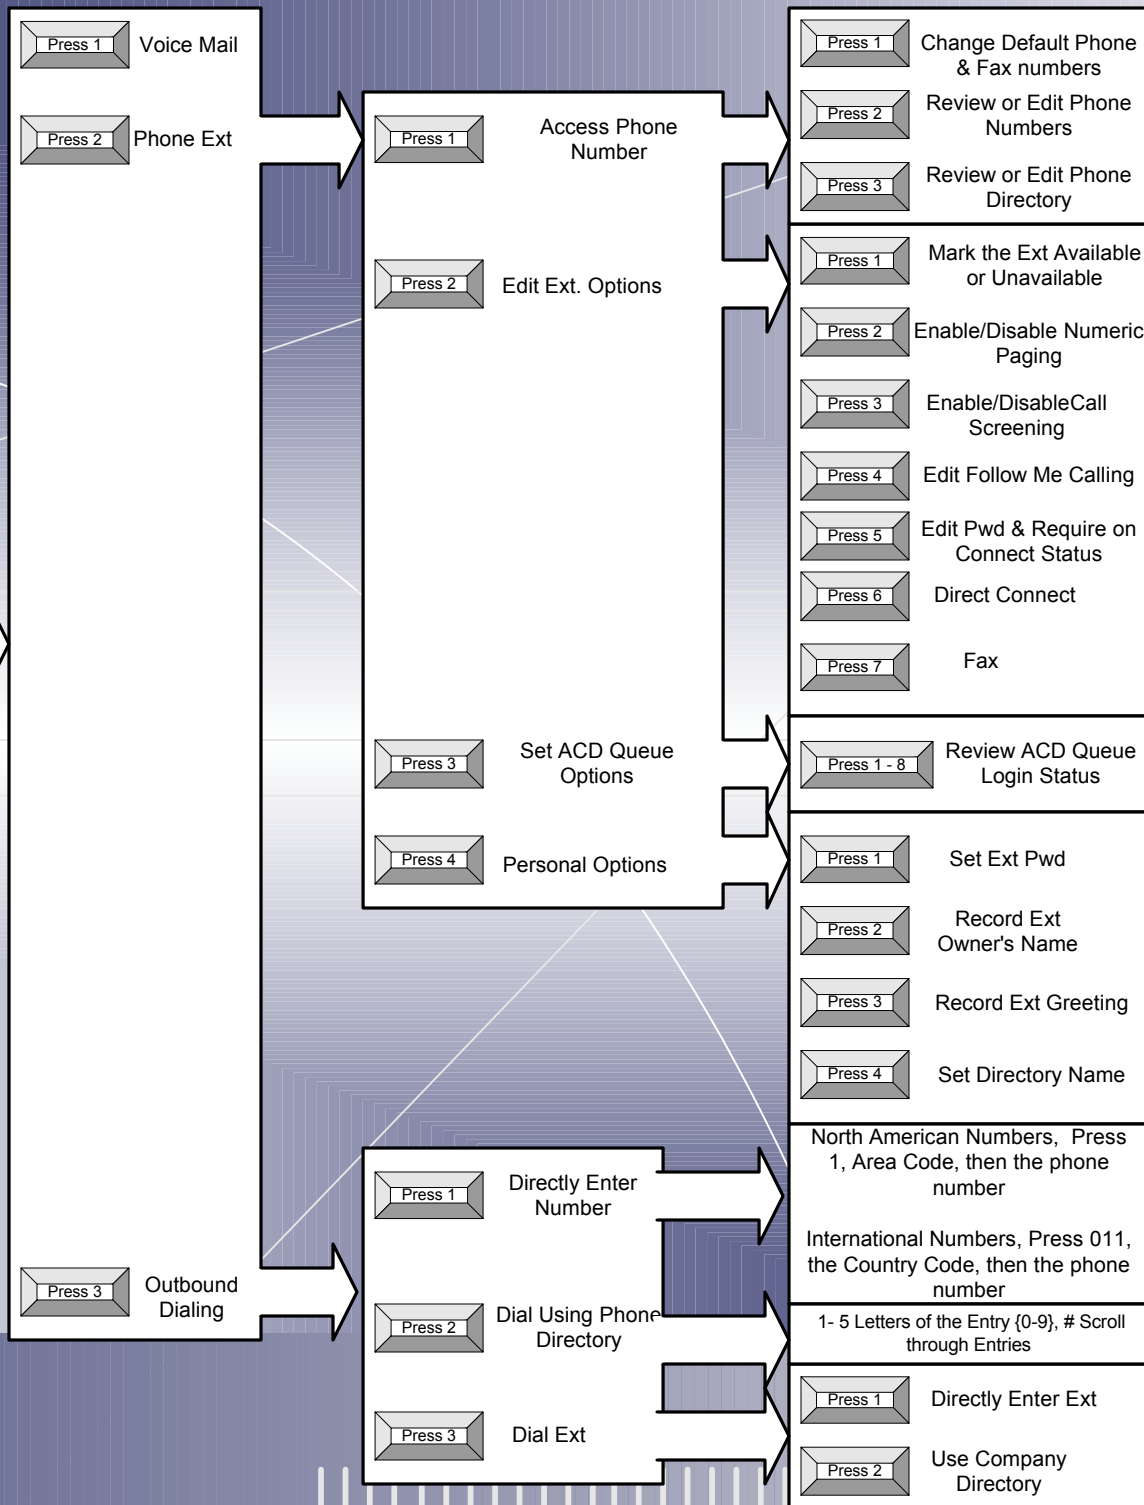 Press 1
Voice Mail
Press 2
Phone Ext
Press 3
Outbound
Dialing
Press 1
Access Phone
Number
Press 2
Edit Ext. Options
Press 3
Set ACD Queue
Options
Press 4
Personal Options
Press 1
Directly Enter
Number
Press 2
Dial Using Phone
Directory
Press 3
Dial Ext
Press 1
Change Default Phone
& Fax numbers
Press 2
Review or Edit Phone
Numbers
Press 3
Review or Edit Phone
Directory
Press 1
Mark the Ext Available
or Unavailable
Press 2
Enable/Disable Numeric
Paging
Press 3
Enable/DisableCall
Screening
Press 4
Edit Follow Me Calling
Press 5
Edit Pwd & Require on
Connect Status
Press 6
Direct Connect
Press 7
Fax
Press 1 - 8
Review ACD Queue
Login Status
Press 1
Set Ext Pwd
Press 2
Record Ext
Owner's Name
Press 3
Record Ext Greeting
Press 4
Set Directory Name
North American Numbers, Press
1, Area Code, then the phone
number
International Numbers, Press 011,
the Country Code, then the phone
number
1- 5 Letters of the Entry {0-9}, # Scroll
through Entries
Press 1
Directly Enter Ext
Press 2
Use Company
Directory